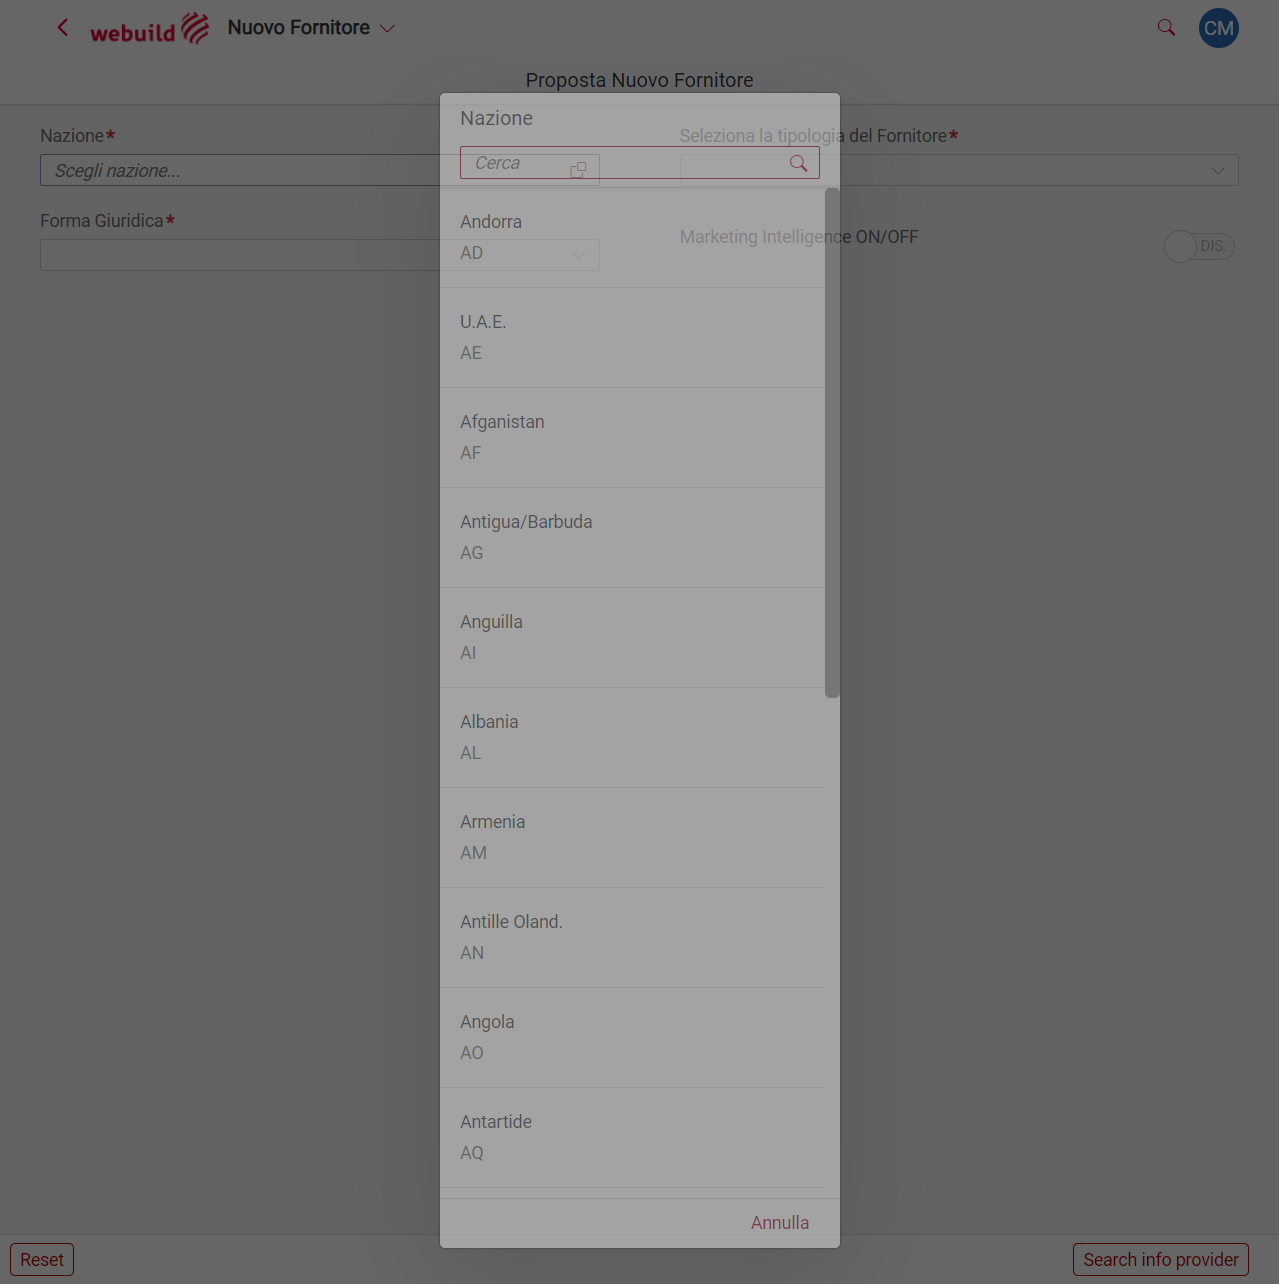 webuild Nuovo Fornitore
CM
Proposta Nuovo Fornitore
Nazione*
Scegli nazione...
Seleziona la tipologia del Fornitore*
Forma Giuridica*
Marketing Intelligence ON/OFF
DIS.
Nazione
Cerca
Andorra
AD
U.A.E.
AE
Afganistan
AF
Antigua/Barbuda
AG
Anguilla
AI
Albania
AL
Armenia
AM
Antille Oland.
AN
Angola
AO
Antartide
AQ
Annulla
Reset
Search info provider